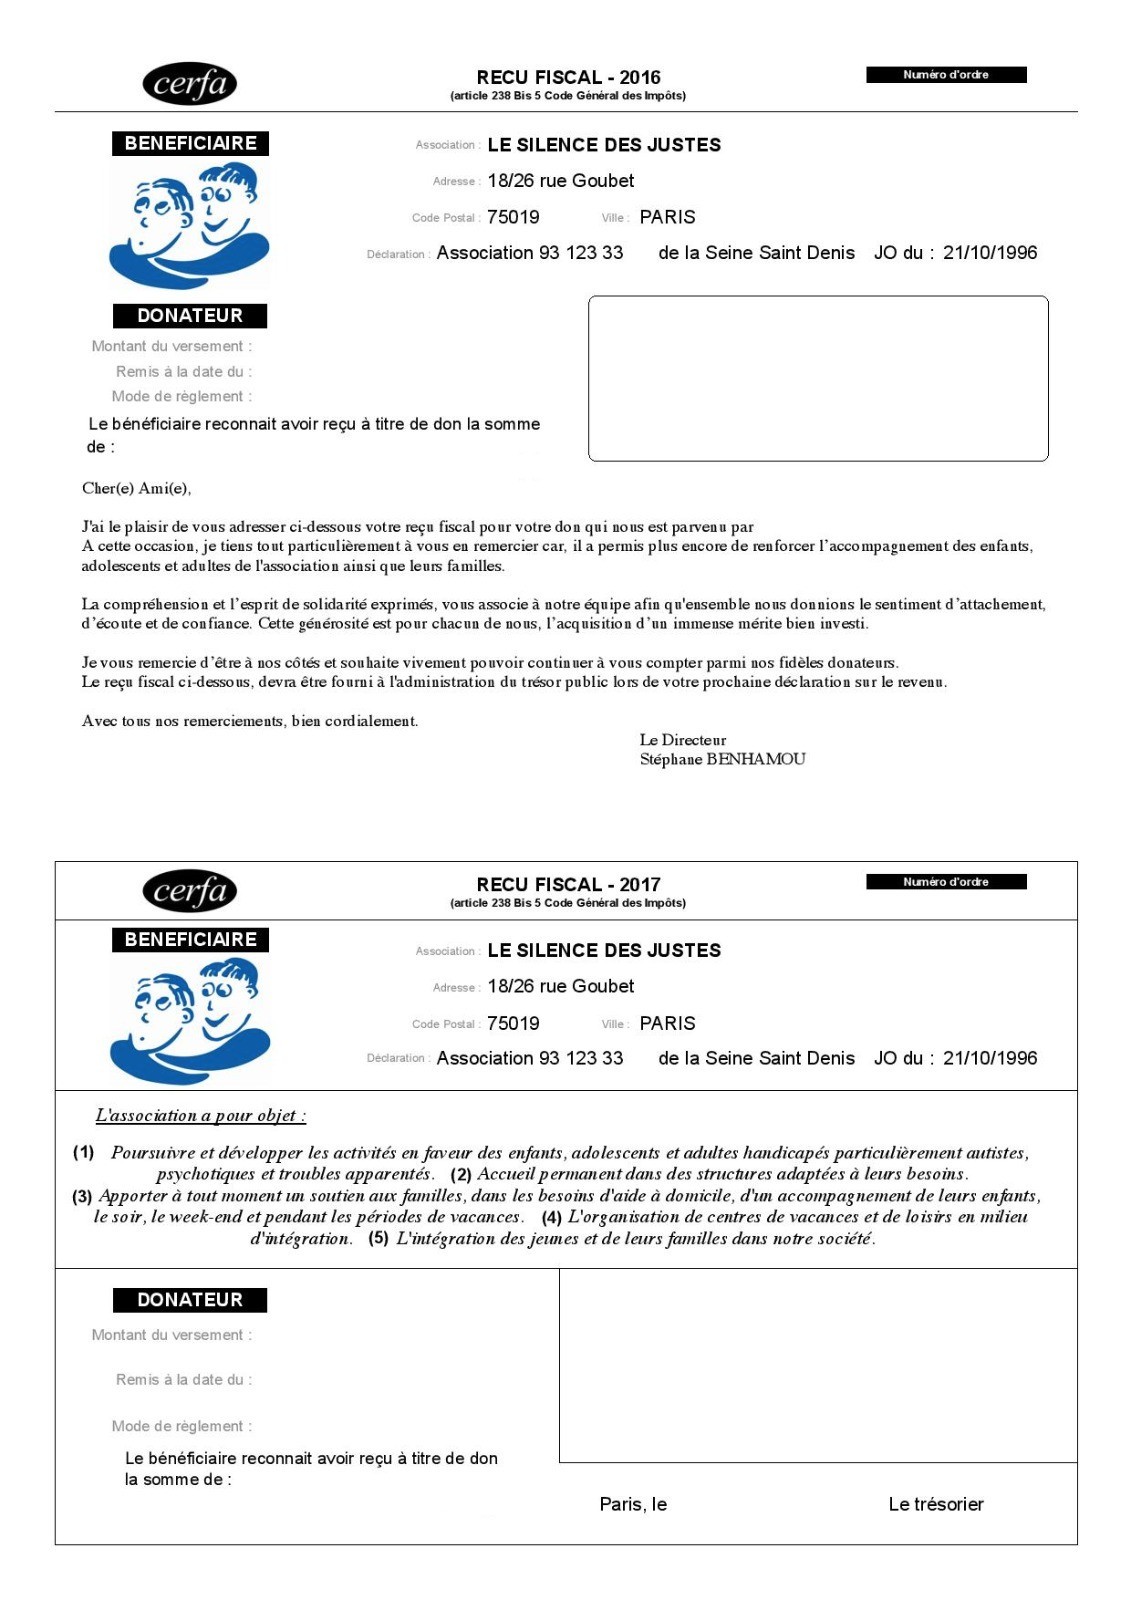 cerfa
RECU FISCAL - 2016
(article 238 Bis 5 Code Général des Impôts)
Numéro d'ordre
BENEFICIAIRE
Association : LE SILENCE DES JUSTES
Adresse : 18/26 rue Goubet
Code Postal : 75019 Ville : PARIS
Déclaration : Association 93 123 33 de la Seine Saint Denis JO du : 21/10/1996
DONATEUR
Montant du versement :
Remis à la date du :
Mode de règlement :
Le bénéficiaire reconnait avoir reçu à titre de don la somme
de :
Cher(e) Ami(e),
J'ai le plaisir de vous adresser ci-dessous votre reçu fiscal pour votre don qui nous est parvenu par
A cette occasion, je tiens tout particulièrement à vous en remercier car, il a permis plus encore de renforcer l’accompagnement des enfants,
adolescents et adultes de l'association ainsi que leurs familles.
La compréhension et l’esprit de solidarité exprimés, vous associe à notre équipe afin qu'ensemble nous donnions le sentiment d’attachement,
d’écoute et de confiance. Cette générosité est pour chacun de nous, l’acquisition d’un immense mérite bien investi.
Je vous remercie d’être à nos côtés et souhaite vivement pouvoir continuer à vous compter parmi nos fidèles donateurs.
Le reçu fiscal ci-dessous, devra être fourni à l'administration du trésor public lors de votre prochaine déclaration sur le revenu.
Avec tous nos remerciements, bien cordialement.
Le Directeur
Stéphane BENHAMOU
cerfa
RECU FISCAL - 2017
(article 238 Bis 5 Code Général des Impôts)
Numéro d'ordre
BENEFICIAIRE
Association : LE SILENCE DES JUSTES
Adresse : 18/26 rue Goubet
Code Postal : 75019 Ville : PARIS
Déclaration : Association 93 123 33 de la Seine Saint Denis JO du : 21/10/1996
L'association a pour objet :
(1) Poursuivre et développer les activités en faveur des enfants, adolescents et adultes handicapés particulièrement autistes,
psychotiques et troubles apparentés. (2) Accueil permanent dans des structures adaptées à leurs besoins.
(3) Apporter à tout moment un soutien aux familles, dans les besoins d'aide à domicile, d'un accompagnement de leurs enfants,
le soir, le week-end et pendant les périodes de vacances. (4) L'organisation de centres de vacances et de loisirs en milieu
d'intégration. (5) L'intégration des jeunes et de leurs familles dans notre société.
DONATEUR
Montant du versement :
Remis à la date du :
Mode de règlement :
Le bénéficiaire reconnait avoir reçu à titre de don
la somme de :
Paris, le Le trésorier